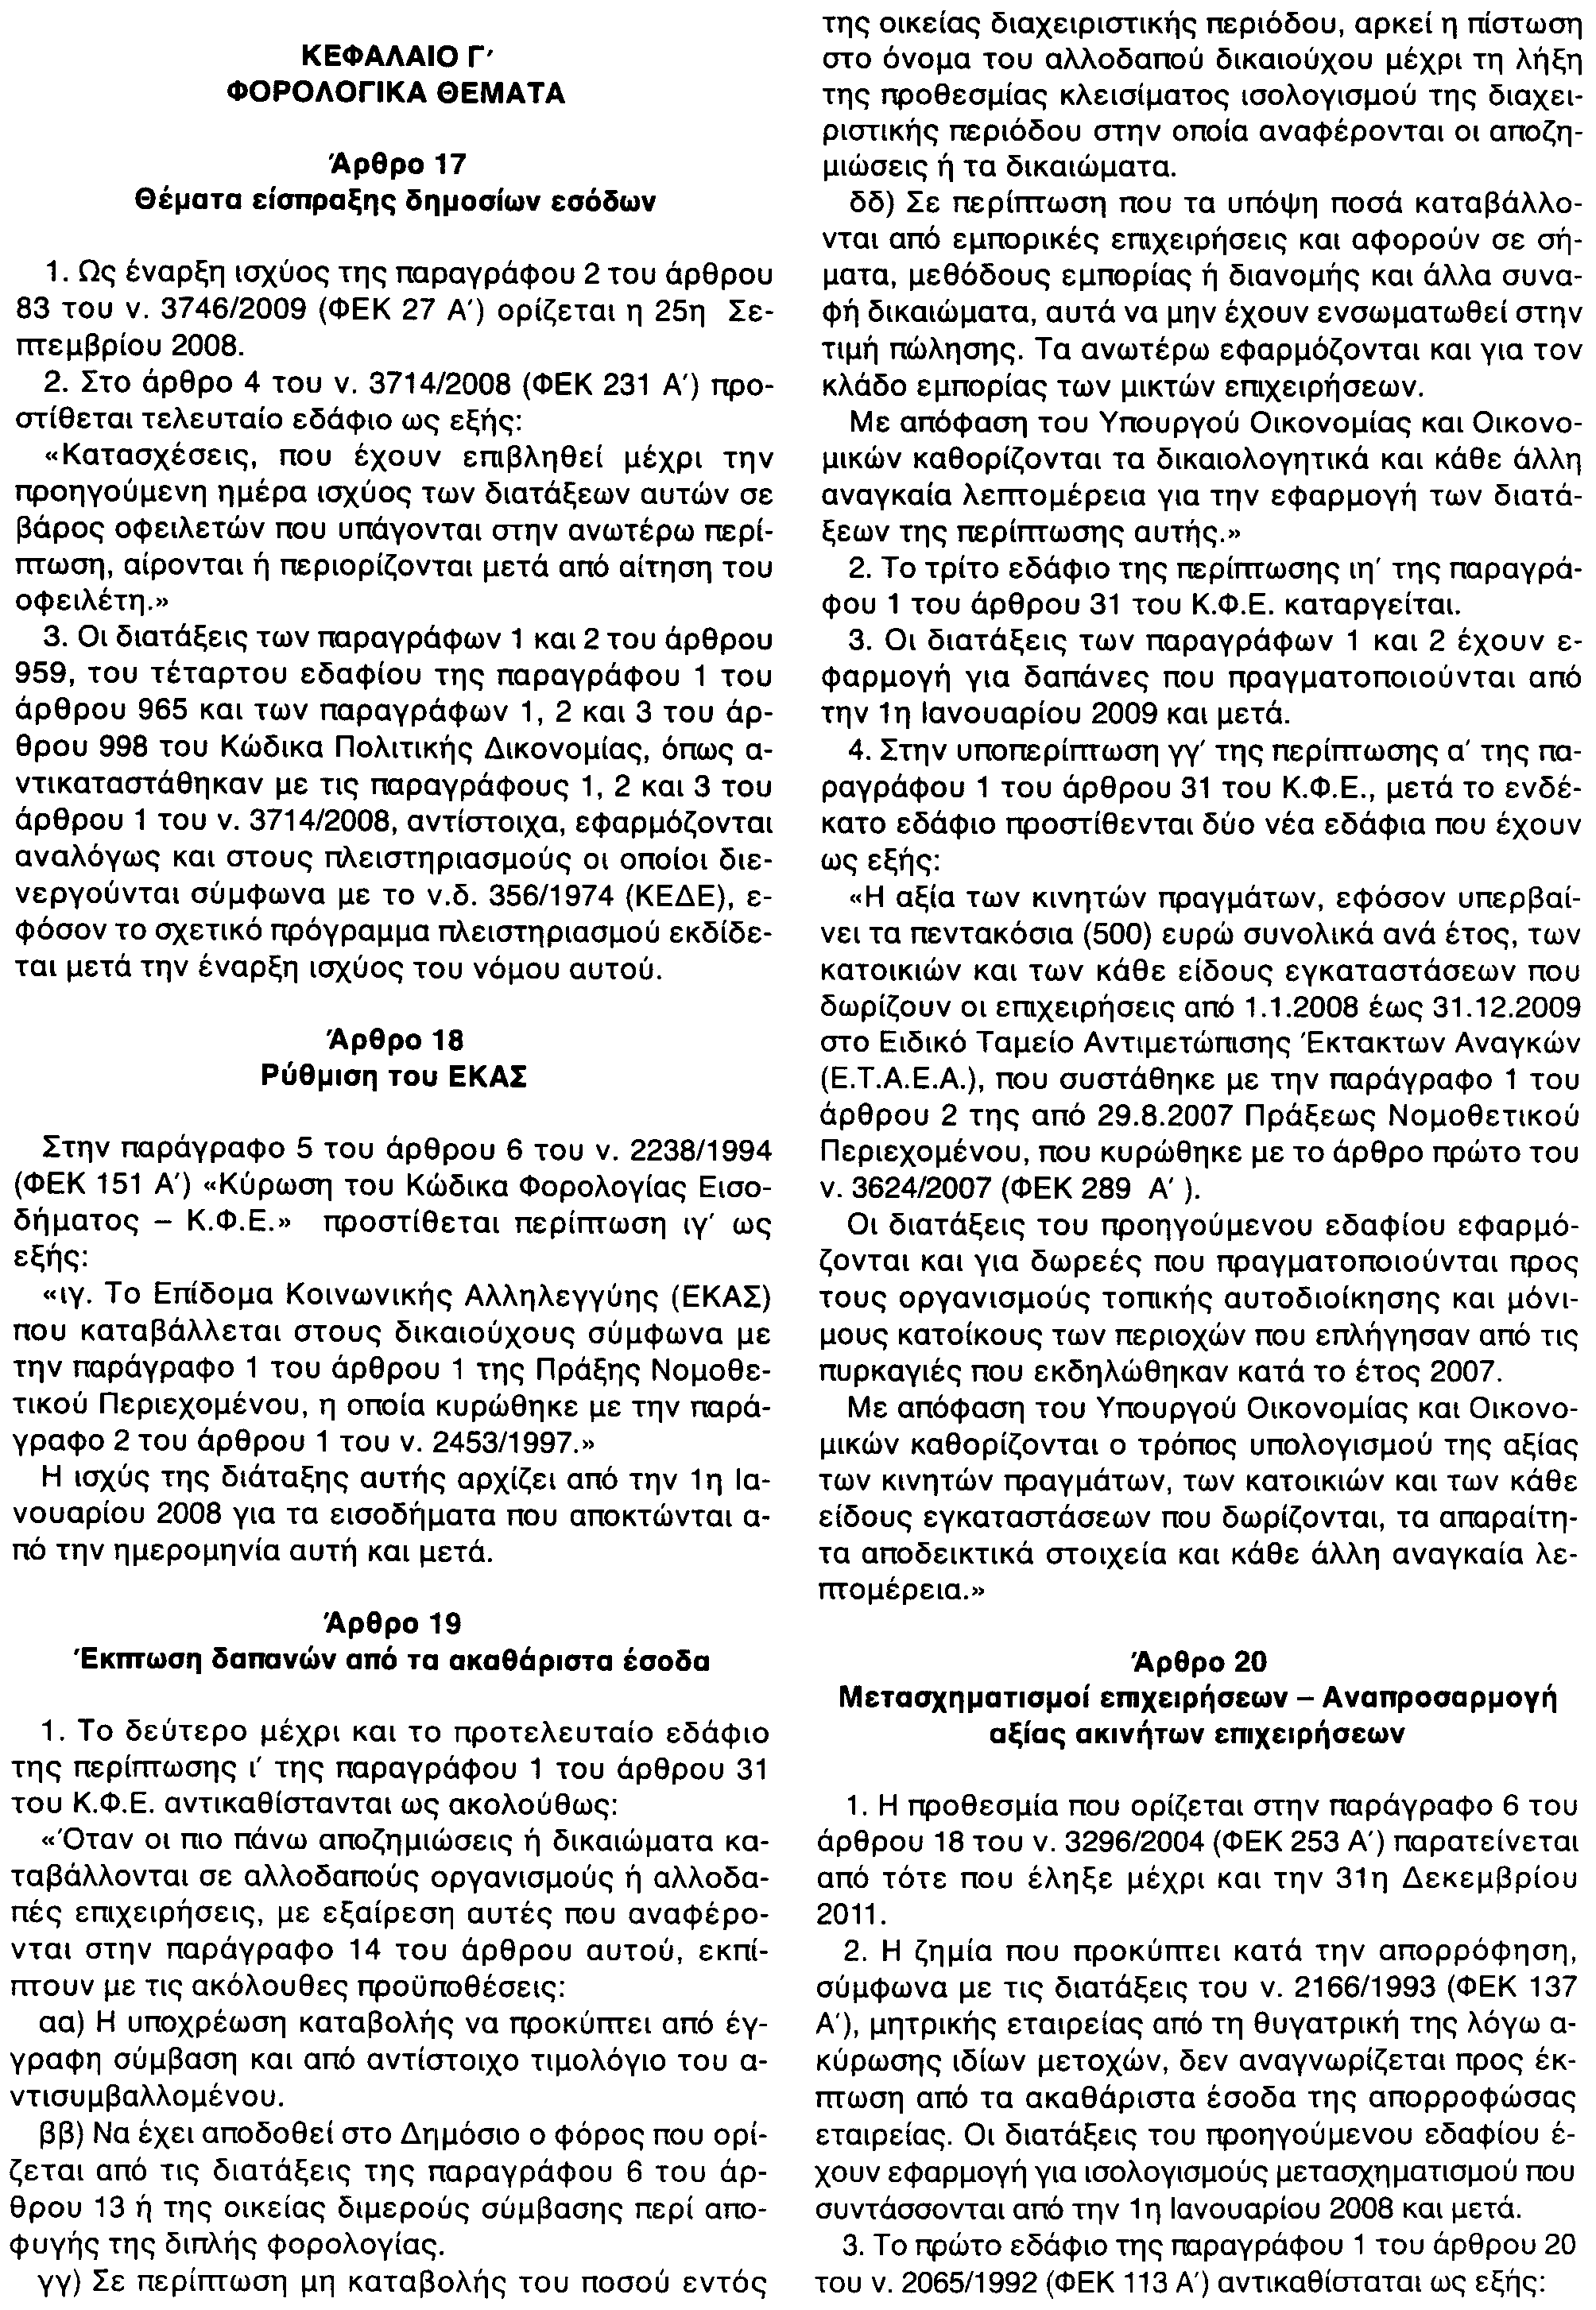 ΚΕΦΑΛΑΙΟ Γ΄
ΦΟΡΟΛΟΓΙΚΑ ΘΕΜΑΤΑ
Άρθρο 17
Θέματα είσπραξης δημοσίων εσόδων
1. Ως έναρξη ισχύος της παραγράφου 2 του άρθρου
83 του ν. 3746/2009 (ΦΕΚ 27 Α΄) ορίζεται η 25η Σε-
πτεμβρίου 2008.
2. Στο άρθρο 4 του ν. 3714/2008 (ΦΕΚ 231 Α΄) προ-
στίθεται τελευταίο εδάφιο ως εξής:
«Κατασχέσεις, που έχουν επιβληθεί μέχρι την
προηγούμενη ημέρα ισχύος των διατάξεων αυτών σε
βάρος οφειλετών που υπάγονται στην ανωτέρω περί-
πτωση, αίρονται ή περιορίζονται μετά από αίτηση του
οφειλέτη.»
3. Οι διατάξεις των παραγράφων 1 και 2 του άρθρου
959, του τέταρτου εδαφίου της παραγράφου 1 του
άρθρου 965 και των παραγράφων 1, 2 και 3 του άρ-
θρου 998 του Κώδικα Πολιτικής Δικονομίας, όπως α-
ντικαταστάθηκαν με τις παραγράφους 1, 2 και 3 του
άρθρου 1 του ν. 3714/2008, αντίστοιχα, εφαρμόζονται
αναλόγως και στους πλειστηριασμούς οι οποίοι διε-
νεργούνται σύμφωνα με το ν.δ. 356/1974 (ΚΕΔΕ), ε-
φόσον το σχετικό πρόγραμμα πλειστηριασμού εκδίδε-
ται μετά την έναρξη ισχύος του νόμου αυτού.
Άρθρο 18
Ρύθμιση του ΕΚΑΣ
Στην παράγραφο 5 του άρθρου 6 του ν. 2238/1994
(ΦΕΚ 151 Α΄) «Κύρωση του Κώδικα Φορολογίας Εισο-
δήματος – Κ.Φ.Ε.» προστίθεται περίπτωση ιγ΄ ως
εξής:
«ιγ. Το Επίδομα Κοινωνικής Αλληλεγγύης (ΕΚΑΣ)
που καταβάλλεται στους δικαιούχους σύμφωνα με
την παράγραφο 1 του άρθρου 1 της Πράξης Νομοθε-
τικού Περιεχομένου, η οποία κυρώθηκε με την παρά-
γραφο 2 του άρθρου 1 του ν. 2453/1997.»
Η ισχύς της διάταξης αυτής αρχίζει από την 1η Ια-
νουαρίου 2008 για τα εισοδήματα που αποκτώνται α-
πό την ημερομηνία αυτή και μετά.
Άρθρο 19
Έκπτωση δαπανών από τα ακαθάριστα έσοδα
1. Το δεύτερο μέχρι και το προτελευταίο εδάφιο
της περίπτωσης ι΄ της παραγράφου 1 του άρθρου 31
του Κ.Φ.Ε. αντικαθίστανται ως ακολούθως:
«Όταν οι πιο πάνω αποζημιώσεις ή δικαιώματα κα-
ταβάλλονται σε αλλοδαπούς οργανισμούς ή αλλοδα-
πές επιχειρήσεις, με εξαίρεση αυτές που αναφέρο-
νται στην παράγραφο 14 του άρθρου αυτού, εκπί-
πτουν με τις ακόλουθες προϋποθέσεις:
αα) Η υποχρέωση καταβολής να προκύπτει από έγ-
γραφη σύμβαση και από αντίστοιχο τιμολόγιο του α-
ντισυμβαλλομένου.
ββ) Να έχει αποδοθεί στο Δημόσιο ο φόρος που ορί-
ζεται από τις διατάξεις της παραγράφου 6 του άρ-
θρου 13 ή της οικείας διμερούς σύμβασης περί απο-
φυγής της διπλής φορολογίας.
γγ) Σε περίπτωση μη καταβολής του ποσού εντός
της οικείας διαχειριστικής περιόδου, αρκεί η πίστωση
στο όνομα του αλλοδαπού δικαιούχου μέχρι τη λήξη
της προθεσμίας κλεισίματος ισολογισμού της διαχει-
ριστικής περιόδου στην οποία αναφέρονται οι αποζη-
μιώσεις ή τα δικαιώματα.
δδ) Σε περίπτωση που τα υπόψη ποσά καταβάλλο-
νται από εμπορικές επιχειρήσεις και αφορούν σε σή-
ματα, μεθόδους εμπορίας ή διανομής και άλλα συνα-
φή δικαιώματα, αυτά να μην έχουν ενσωματωθεί στην
τιμή πώλησης. Τα ανωτέρω εφαρμόζονται και για τον
κλάδο εμπορίας των μικτών επιχειρήσεων.
Με απόφαση του Υπουργού Οικονομίας και Οικονο-
μικών καθορίζονται τα δικαιολογητικά και κάθε άλλη
αναγκαία λεπτομέρεια για την εφαρμογή των διατά-
ξεων της περίπτωσης αυτής.»
2. Το τρίτο εδάφιο της περίπτωσης ιη΄ της παραγρά-
φου 1 του άρθρου 31 του Κ.Φ.Ε. καταργείται.
3. Οι διατάξεις των παραγράφων 1 και 2 έχουν ε-
φαρμογή για δαπάνες που πραγματοποιούνται από
την 1η Ιανουαρίου 2009 και μετά.
4. Στην υποπερίπτωση γγ΄ της περίπτωσης α΄ της πα-
ραγράφου 1 του άρθρου 31 του Κ.Φ.Ε., μετά το ενδέ-
κατο εδάφιο προστίθενται δύο νέα εδάφια που έχουν
ως εξής:
«Η αξία των κινητών πραγμάτων, εφόσον υπερβαί-
νει τα πεντακόσια (500) ευρώ συνολικά ανά έτος, των
κατοικιών και των κάθε είδους εγκαταστάσεων που
δωρίζουν οι επιχειρήσεις από 1.1.2008 έως 31.12.2009
στο Ειδικό Ταμείο Αντιμετώπισης Έκτακτων Αναγκών
(Ε.Τ.Α.Ε.Α.), που συστάθηκε με την παράγραφο 1 του
άρθρου 2 της από 29.8.2007 Πράξεως Νομοθετικού
Περιεχομένου, που κυρώθηκε με το άρθρο πρώτο του
ν. 3624/2007 (ΦΕΚ 289 Α΄ ).
Οι διατάξεις του προηγούμενου εδαφίου εφαρμό-
ζονται και για δωρεές που πραγματοποιούνται προς
τους οργανισμούς τοπικής αυτοδιοίκησης και μόνι-
μους κατοίκους των περιοχών που επλήγησαν από τις
πυρκαγιές που εκδηλώθηκαν κατά το έτος 2007.
Με απόφαση του Υπουργού Οικονομίας και Οικονο-
μικών καθορίζονται ο τρόπος υπολογισμού της αξίας
των κινητών πραγμάτων, των κατοικιών και των κάθε
είδους εγκαταστάσεων που δωρίζονται, τα απαραίτη-
τα αποδεικτικά στοιχεία και κάθε άλλη αναγκαία λε-
πτομέρεια.»
Άρθρο 20
Μετασχηματισμοί επιχειρήσεων – Αναπροσαρμογή
αξίας ακινήτων επιχειρήσεων
1. Η προθεσμία που ορίζεται στην παράγραφο 6 του
άρθρου 18 του ν. 3296/2004 (ΦΕΚ 253 Α΄) παρατείνεται
από τότε που έληξε μέχρι και την 31η Δεκεμβρίου
2011.
2. Η ζημία που προκύπτει κατά την απορρόφηση,
σύμφωνα με τις διατάξεις του ν. 2166/1993 (ΦΕΚ 137
Α΄), μητρικής εταιρείας από τη θυγατρική της λόγω α-
κύρωσης ιδίων μετοχών, δεν αναγνωρίζεται προς έκ-
πτωση από τα ακαθάριστα έσοδα της απορροφώσας
εταιρείας. Οι διατάξεις του προηγούμενου εδαφίου έ-
χουν εφαρμογή για ισολογισμούς μετασχηματισμού που
συντάσσονται από την 1η Ιανουαρίου 2008 και μετά.
3. Το πρώτο εδάφιο της παραγράφου 1 του άρθρου 20
του ν. 2065/1992 (ΦΕΚ 113 Α΄) αντικαθίσταται ως εξής: